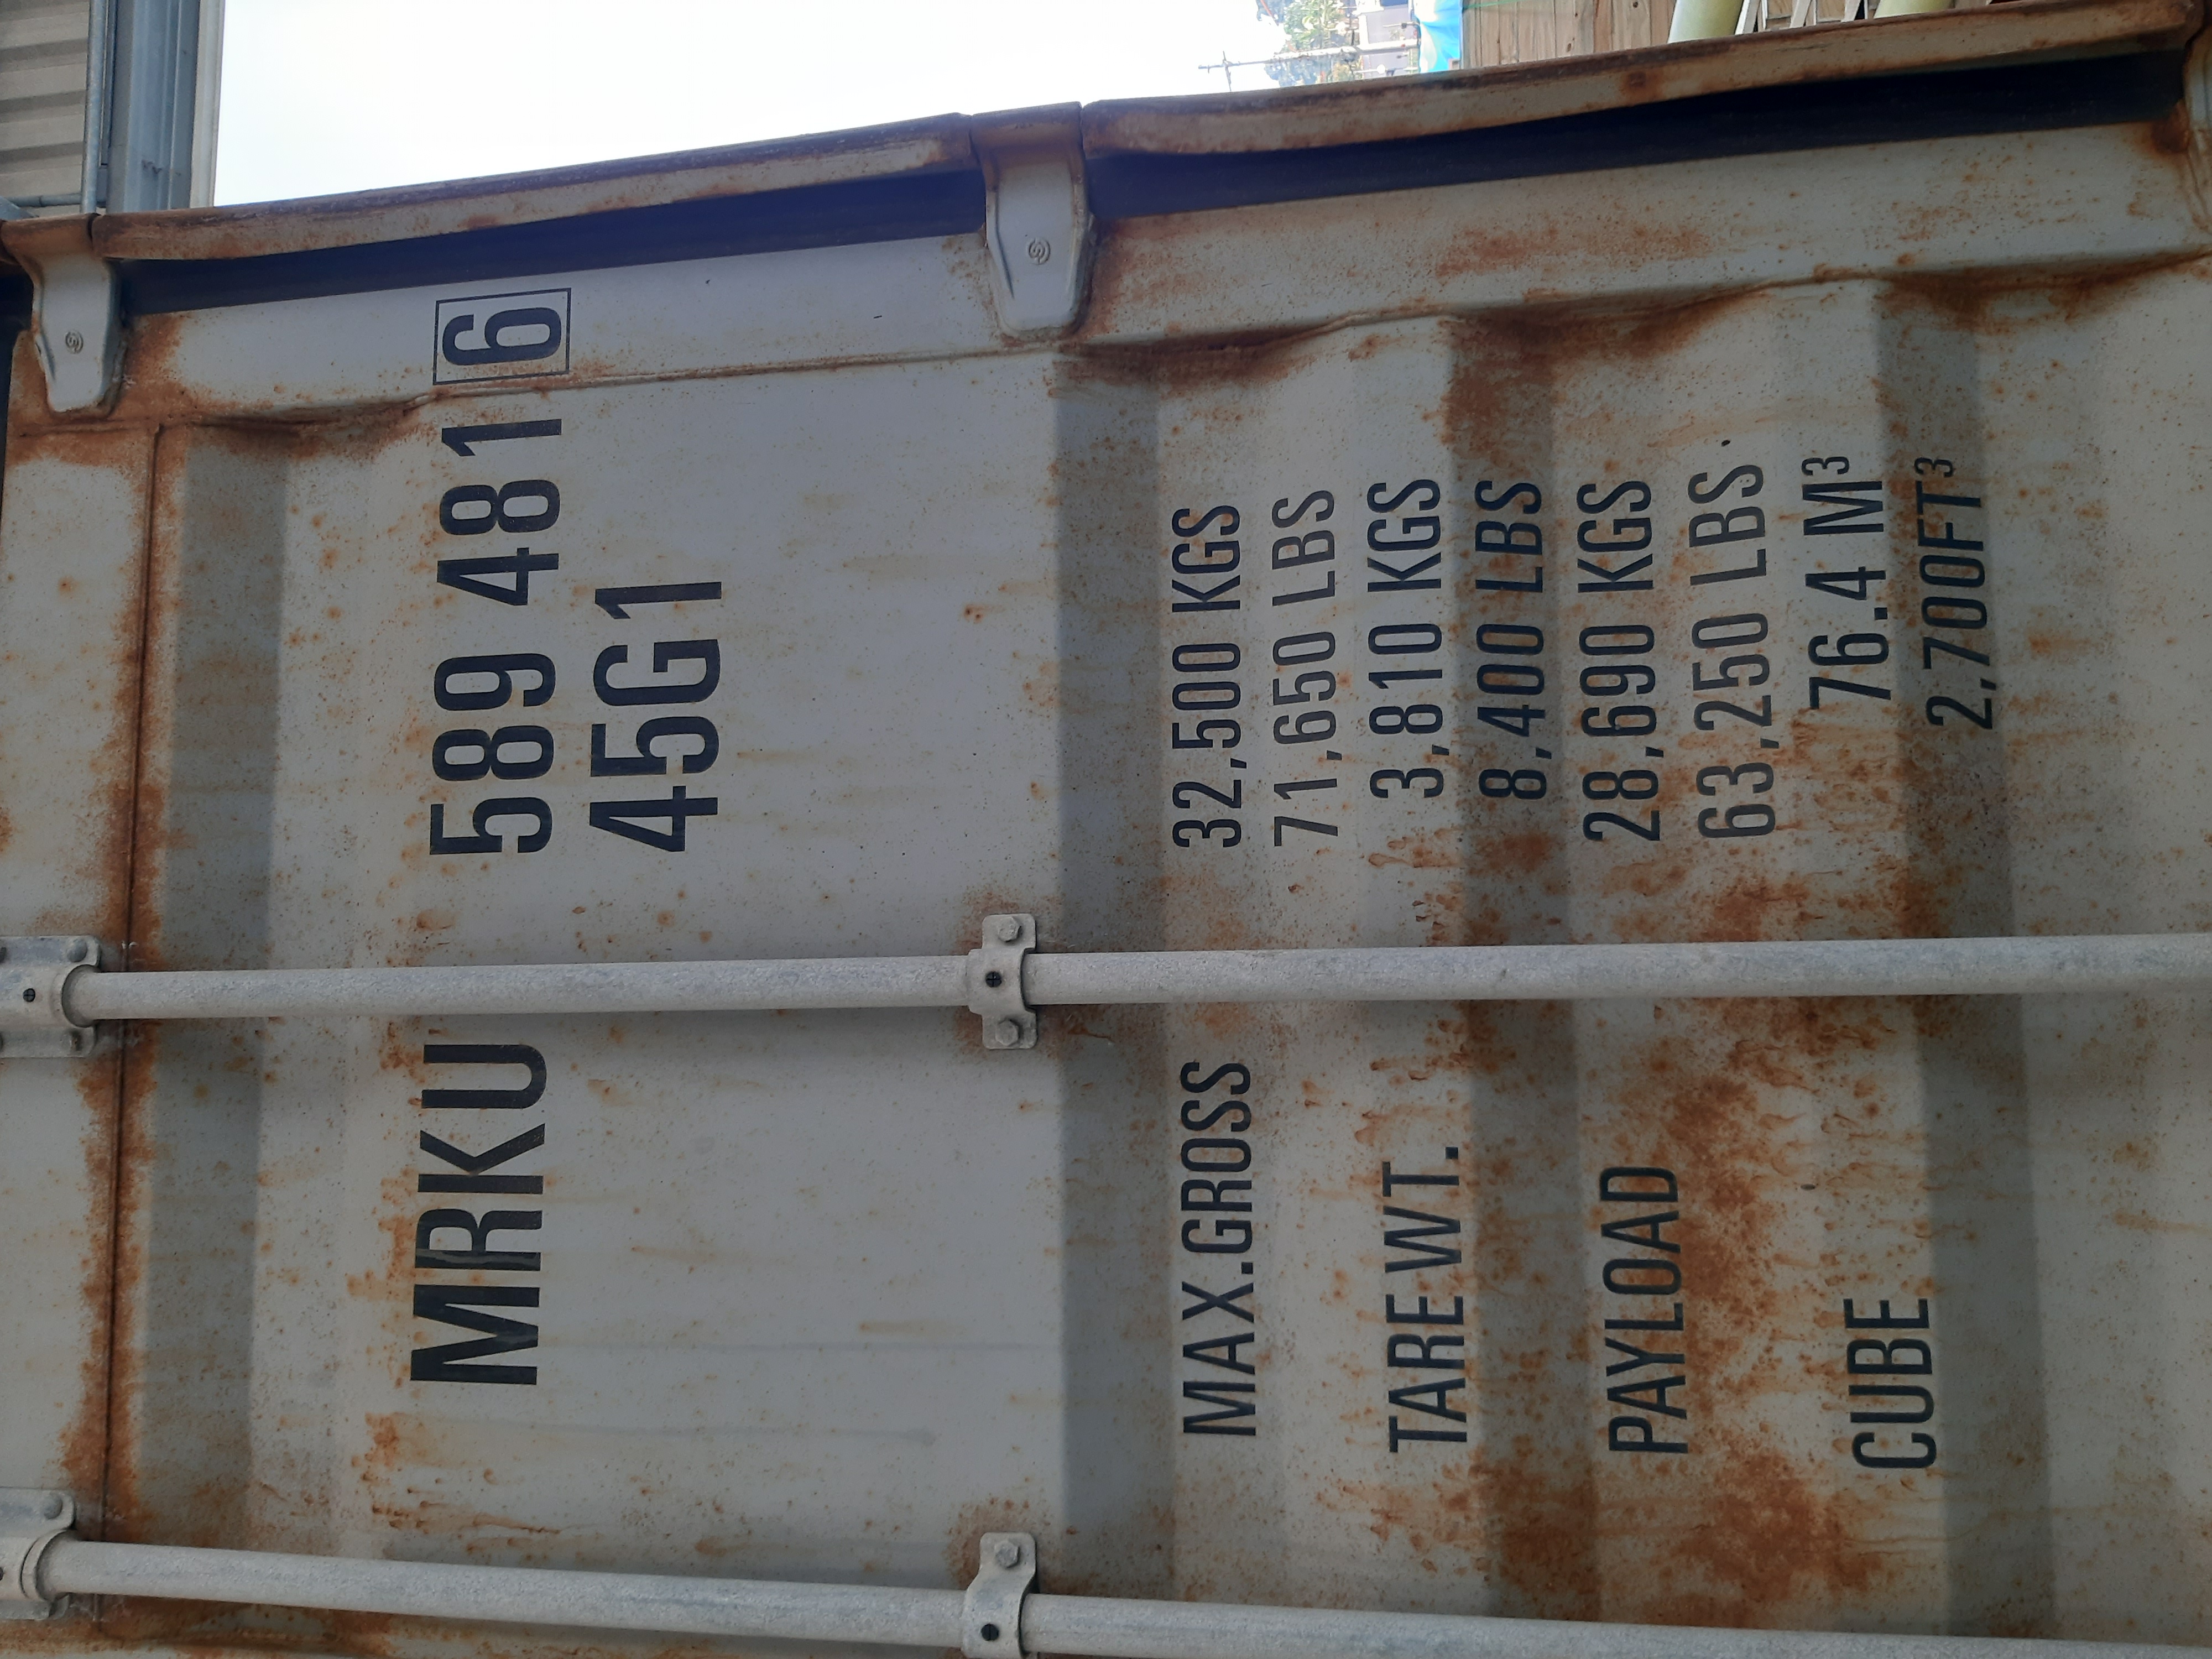 MRKU 589 481 6
45G1
MAX.GROSS 32,500 KGS
71,650 LBS
TARE WT. 3,810 KGS
8,400 LBS
PAYLOAD 28,690 KGS
63,250 LBS
CUBE 76.4 M³
2,700FT³